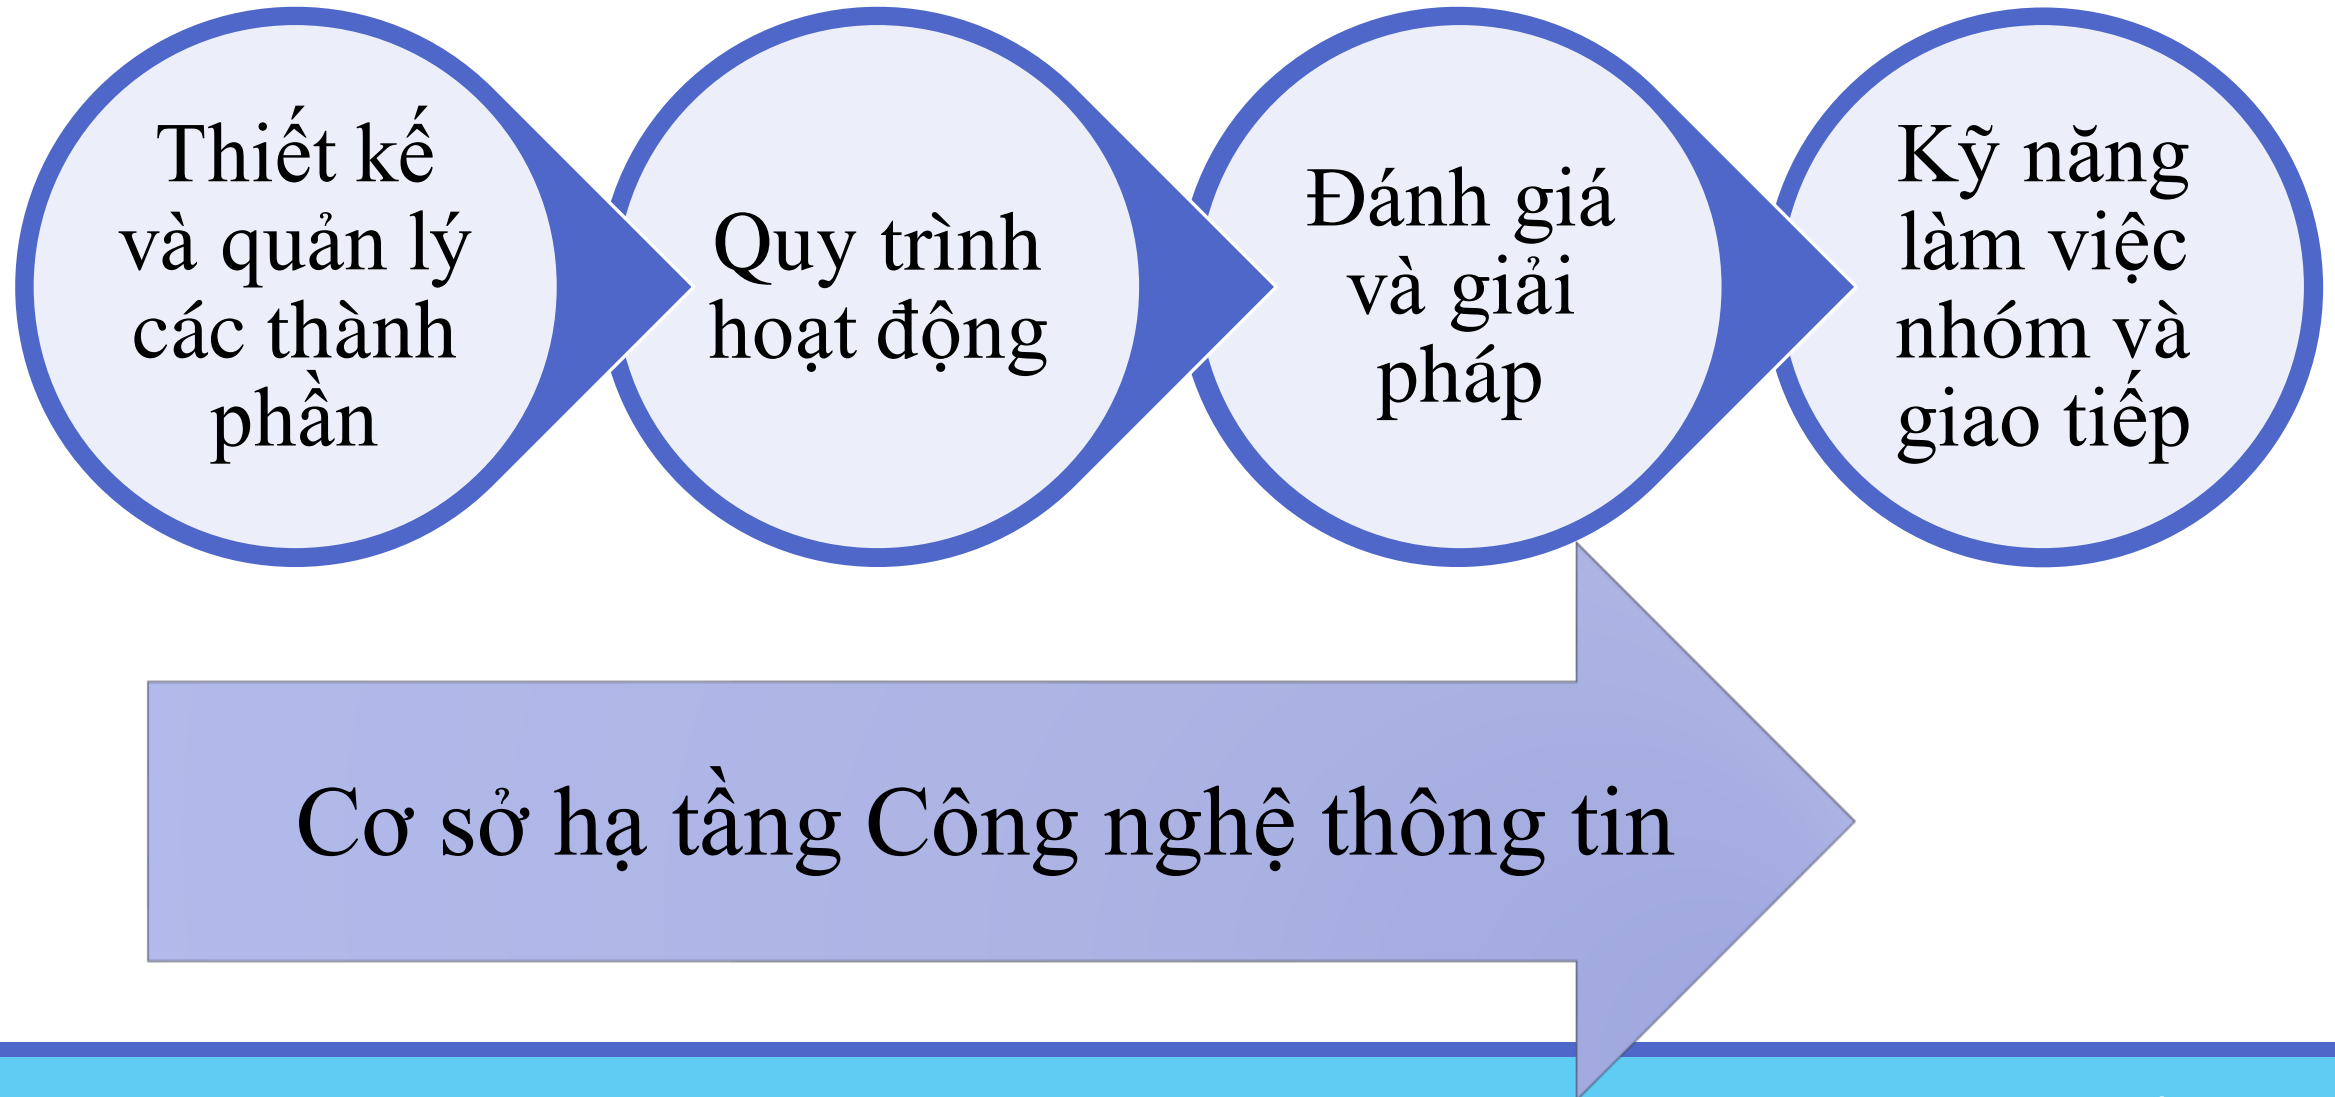 Thiết kế
và quản lý
các thành
phần
Quy trình
hoạt động
Đánh giá
và giải
pháp
Kỹ năng
làm việc
nhóm và
giao tiếp
Cơ sở hạ tầng Công nghệ thông tin